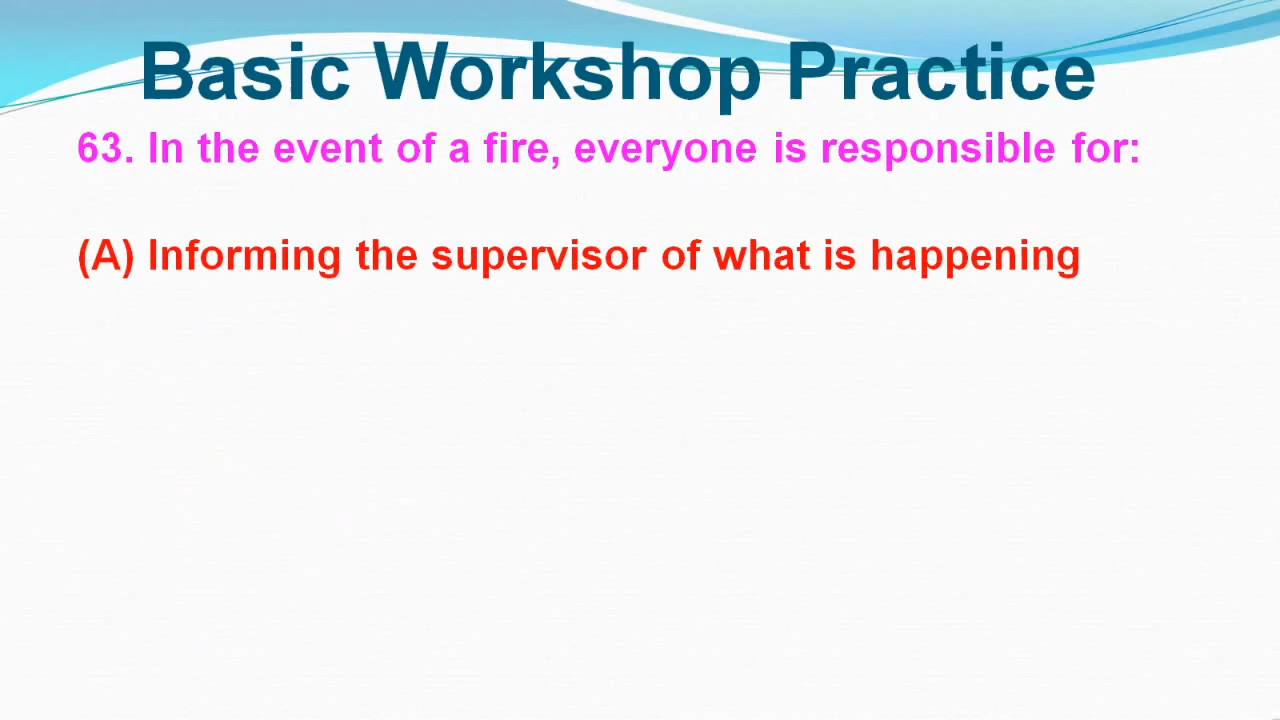 Basic Workshop Practice
63. In the event of a fire, everyone is responsible for:
(A) Informing the supervisor of what is happening